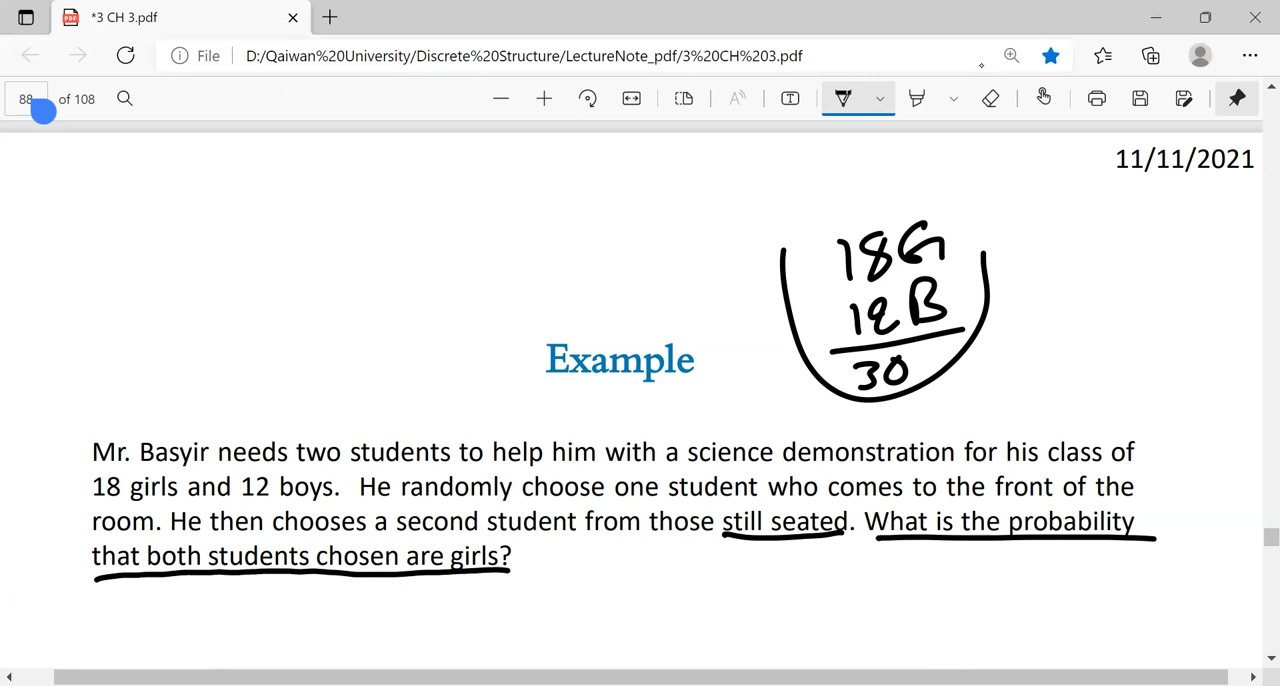 *3 CH 3.pdf
File
D:/Qaiwan%20University/Discrete%20Structure/LectureNote_pdf/3%20CH%203.pdf
88 of 108
11/11/2021
18G
12B
30
Example
Mr. Basyir needs two students to help him with a science demonstration for his class of
18 girls and 12 boys. He randomly choose one student who comes to the front of the
room. He then chooses a second student from those still seated. What is the probability
that both students chosen are girls?